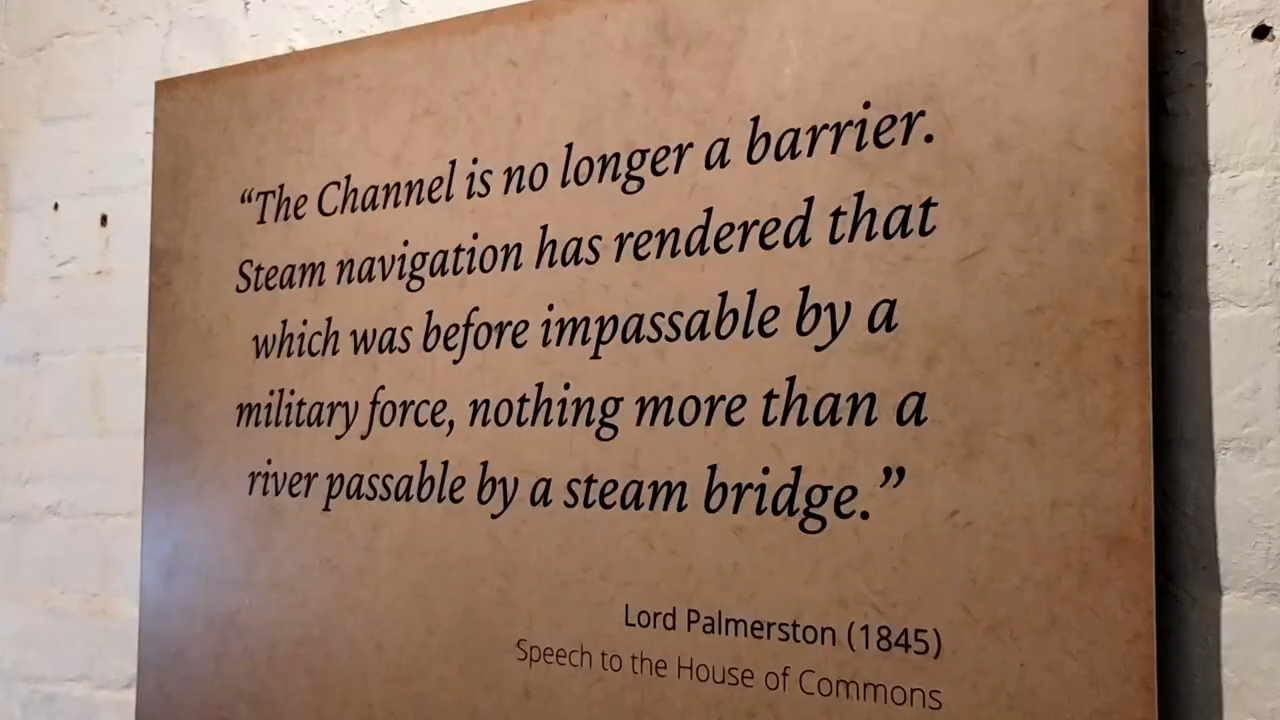 “The Channel is no longer a barrier.
Steam navigation has rendered that
which was before impassable by a
military force, nothing more than a
river passable by a steam bridge.”
Lord Palmerston (1845)
Speech to the House of Commons